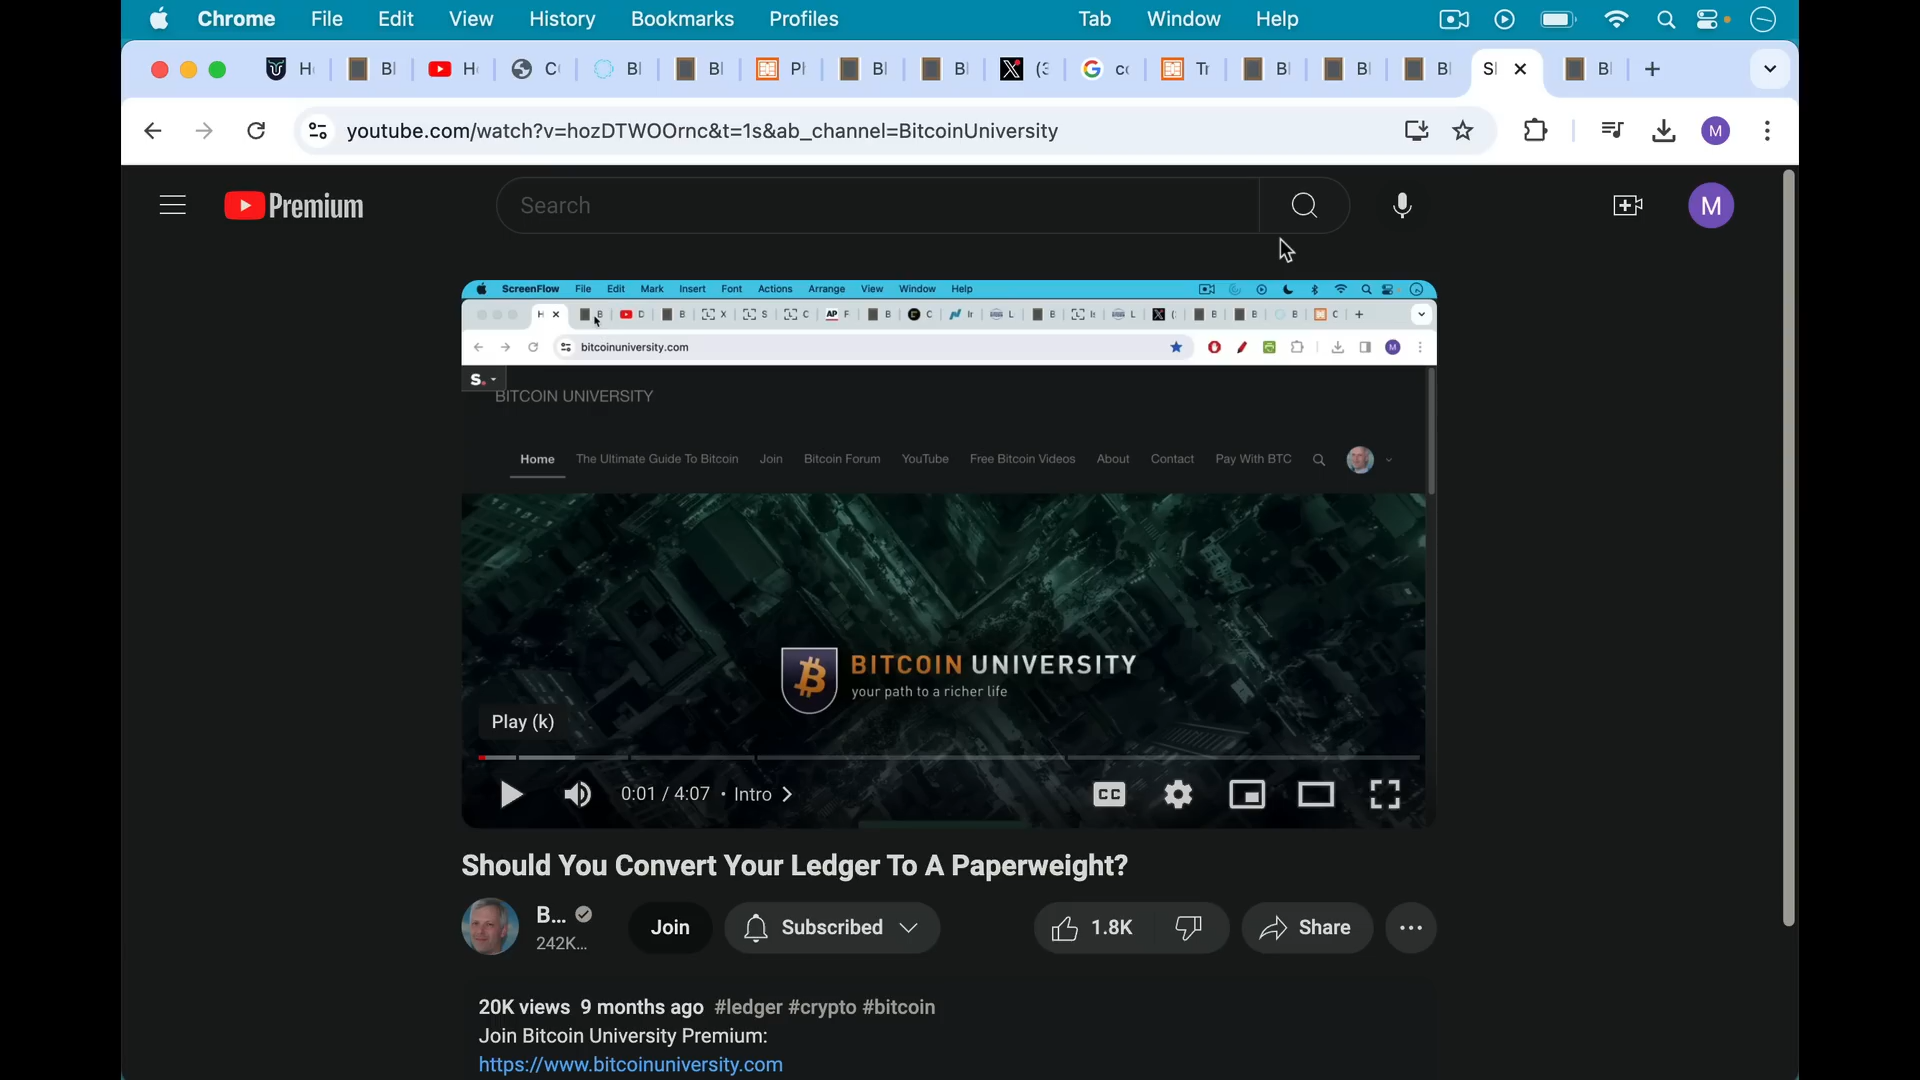 Chrome File Edit View History Bookmarks Profiles Tab Window Help
youtube.com/watch?v=hozDTWOOrnc&t=1s&ab_channel=BitcoinUniversity
M
Premium
Search
M
ScreenFlow File Edit Mark Insert Font Actions Arrange View Window Help
bitcoinuniversity.com
M
S.
BITCOIN UNIVERSITY
Home The Ultimate Guide To Bitcoin Join Bitcoin Forum YouTube Free Bitcoin Videos About Contact Pay With BTC
BITCOIN UNIVERSITY
your path to a richer life
Play (k)
0:01 / 4:07 • Intro
CC
Should You Convert Your Ledger To A Paperweight?
B...
242K...
Join
Subscribed
1.8K
Share
20K views 9 months ago #ledger #crypto #bitcoin
Join Bitcoin University Premium:
https://www.bitcoinuniversity.com